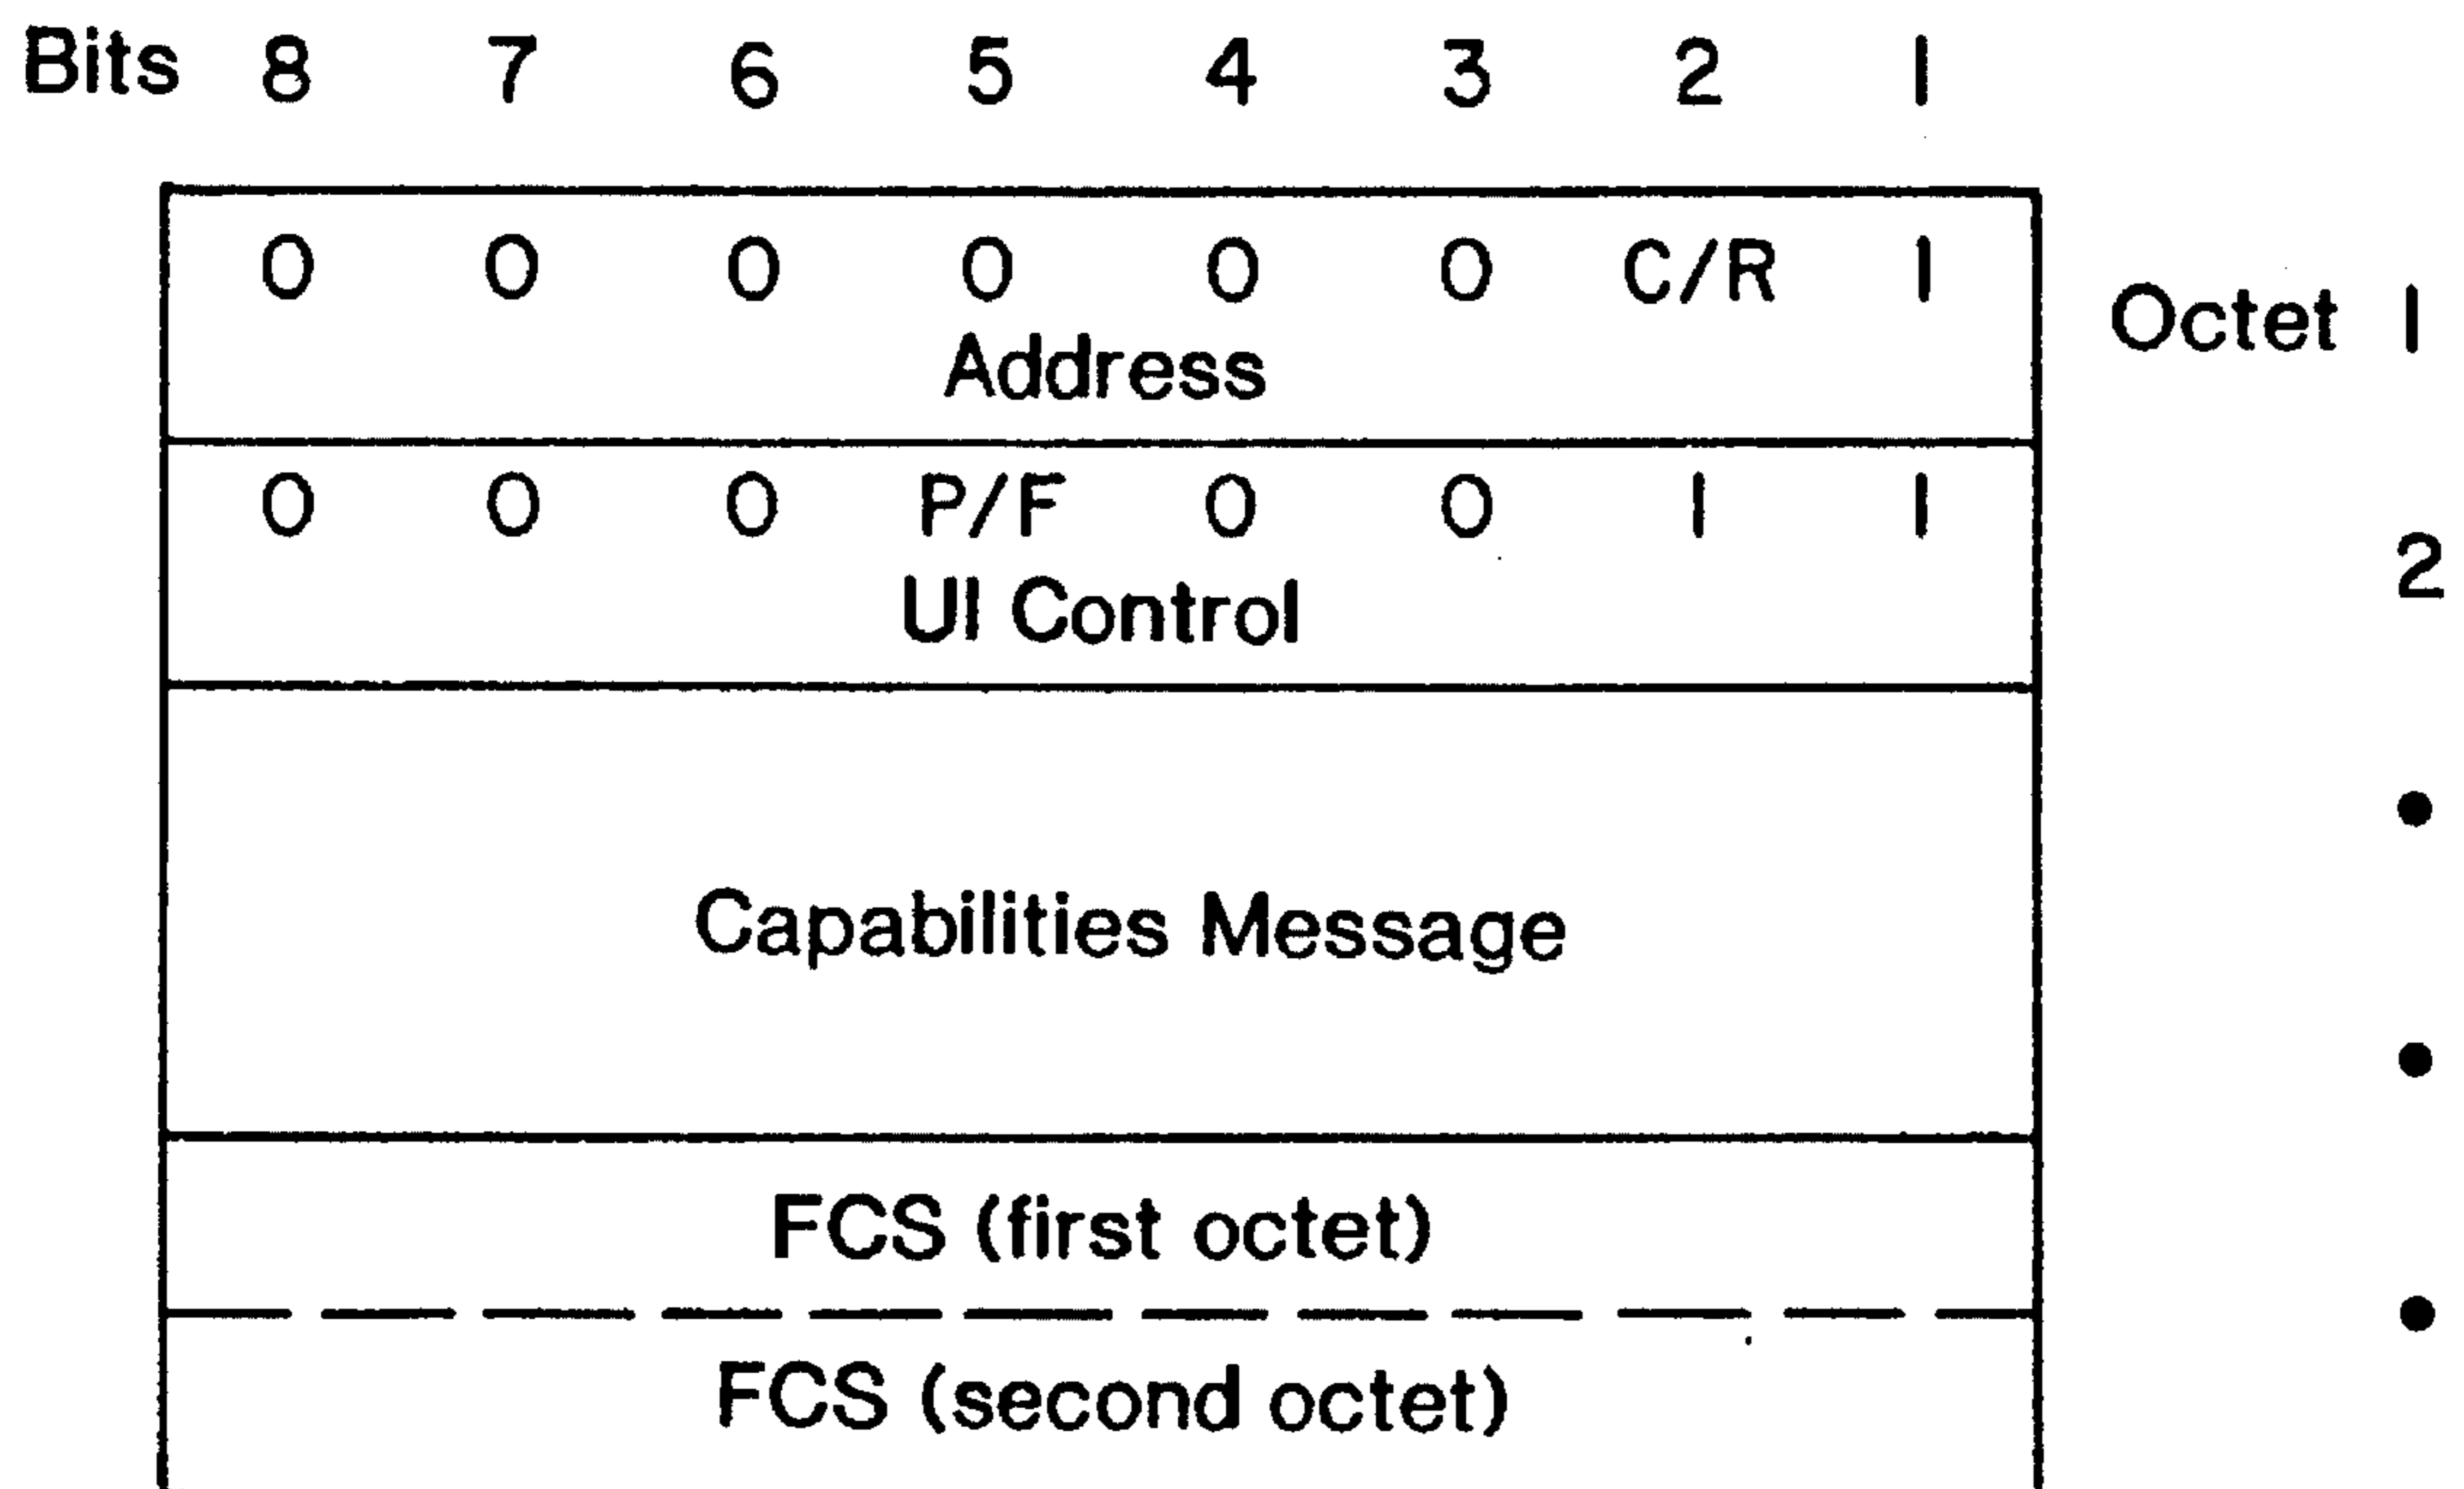 Bits 8 7 6 5 4 3 2 1
0 0 0 0 0 0 C/R 1
Address
Octet 1
0 0 0 P/F 0 0 1 1
UI Control
2
Capabilities Message
FCS (first octet)
FCS (second octet)